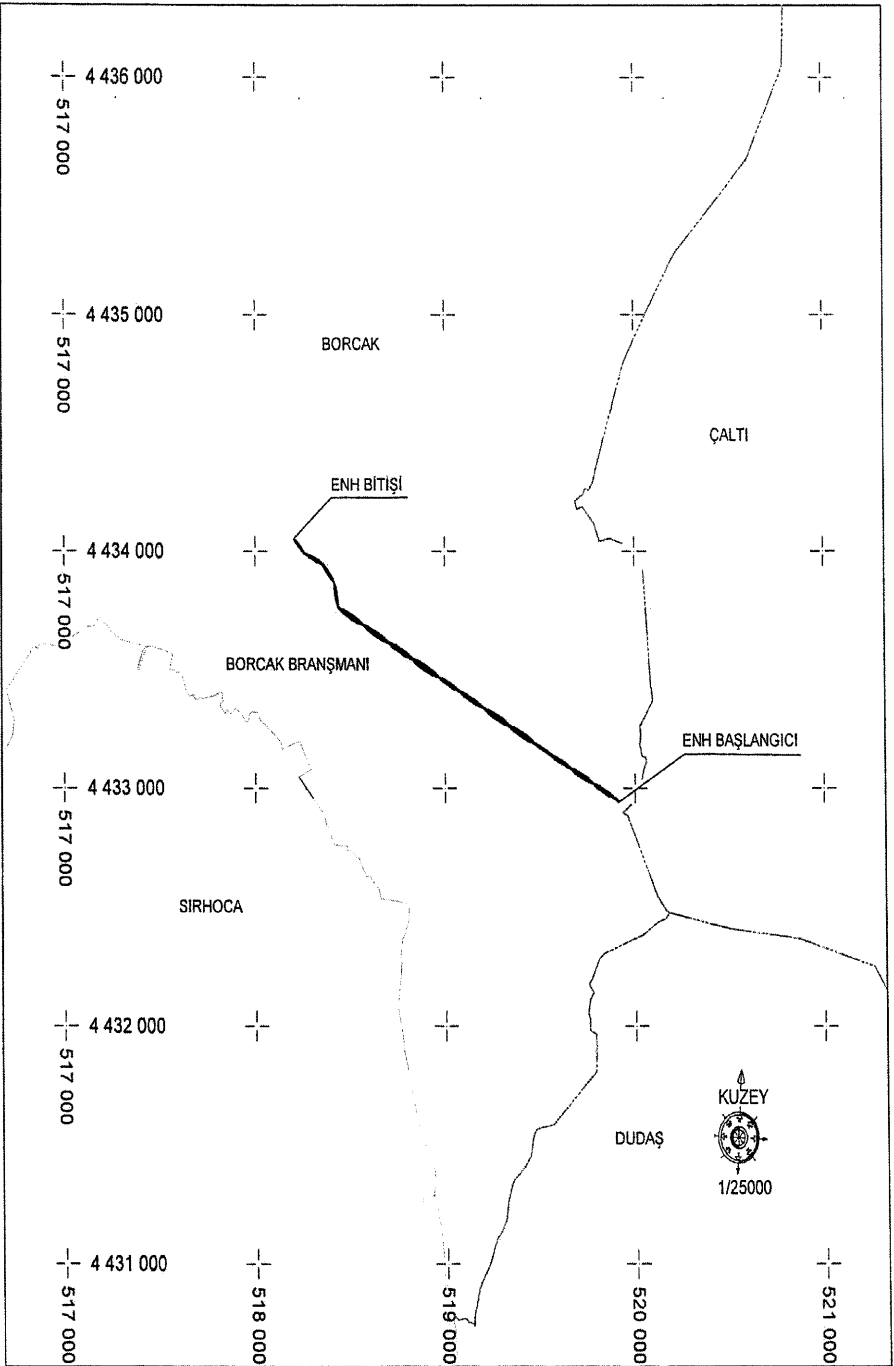 4 436 000
517 000
4 435 000
517 000
BORCAK
ÇALTI
ENH BİTİŞİ
4 434 000
517 000
BORCAK BRANŞMANI
ENH BAŞLANGICI
4 433 000
517 000
SIRHOCA
4 432 000
517 000
KUZEY
DUDAŞ
1/25000
4 431 000
517 000
518 000
519 000
520 000
521 000